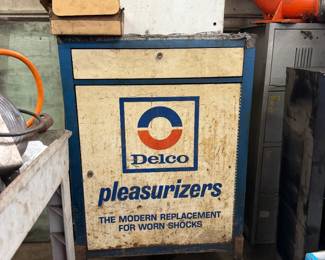 Delco
pleasurizers
THE MODERN REPLACEMENT
FOR WORN SHOCKS